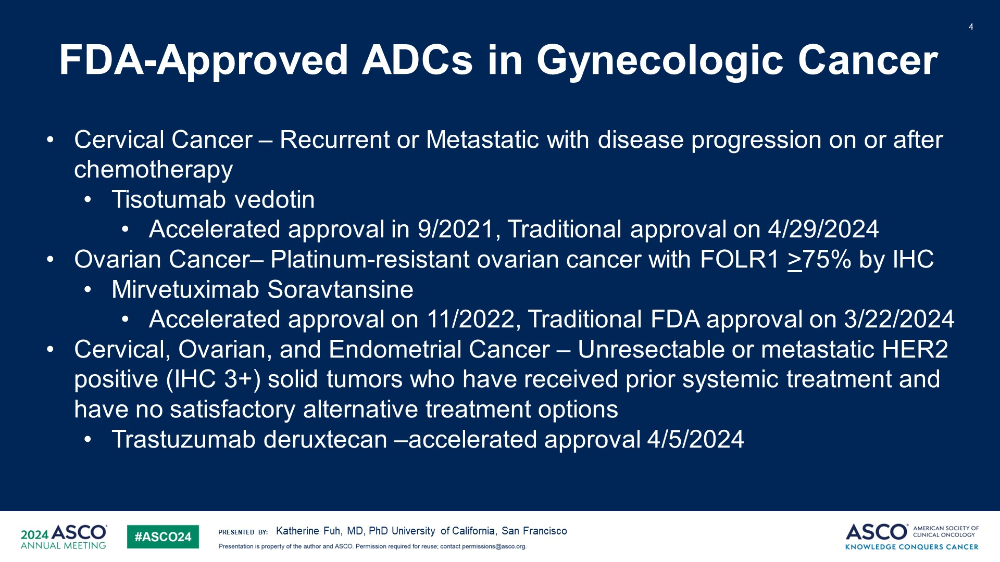 4
FDA-Approved ADCs in Gynecologic Cancer
• Cervical Cancer – Recurrent or Metastatic with disease progression on or after
chemotherapy
• Tisotumab vedotin
• Accelerated approval in 9/2021, Traditional approval on 4/29/2024
• Ovarian Cancer– Platinum-resistant ovarian cancer with FOLR1 >75% by IHC
• Mirvetuximab Soravtansine
• Accelerated approval on 11/2022, Traditional FDA approval on 3/22/2024
• Cervical, Ovarian, and Endometrial Cancer – Unresectable or metastatic HER2
positive (IHC 3+) solid tumors who have received prior systemic treatment and
have no satisfactory alternative treatment options
• Trastuzumab deruxtecan –accelerated approval 4/5/2024
2024 ASCO®
ANNUAL MEETING
#ASCO24
PRESENTED BY: Katherine Fuh, MD, PhD University of California, San Francisco
Presentation is property of the author and ASCO. Permission required for reuse; contact permissions@asco.org.
ASCO® AMERICAN SOCIETY OF
CLINICAL ONCOLOGY
KNOWLEDGE CONQUERS CANCER